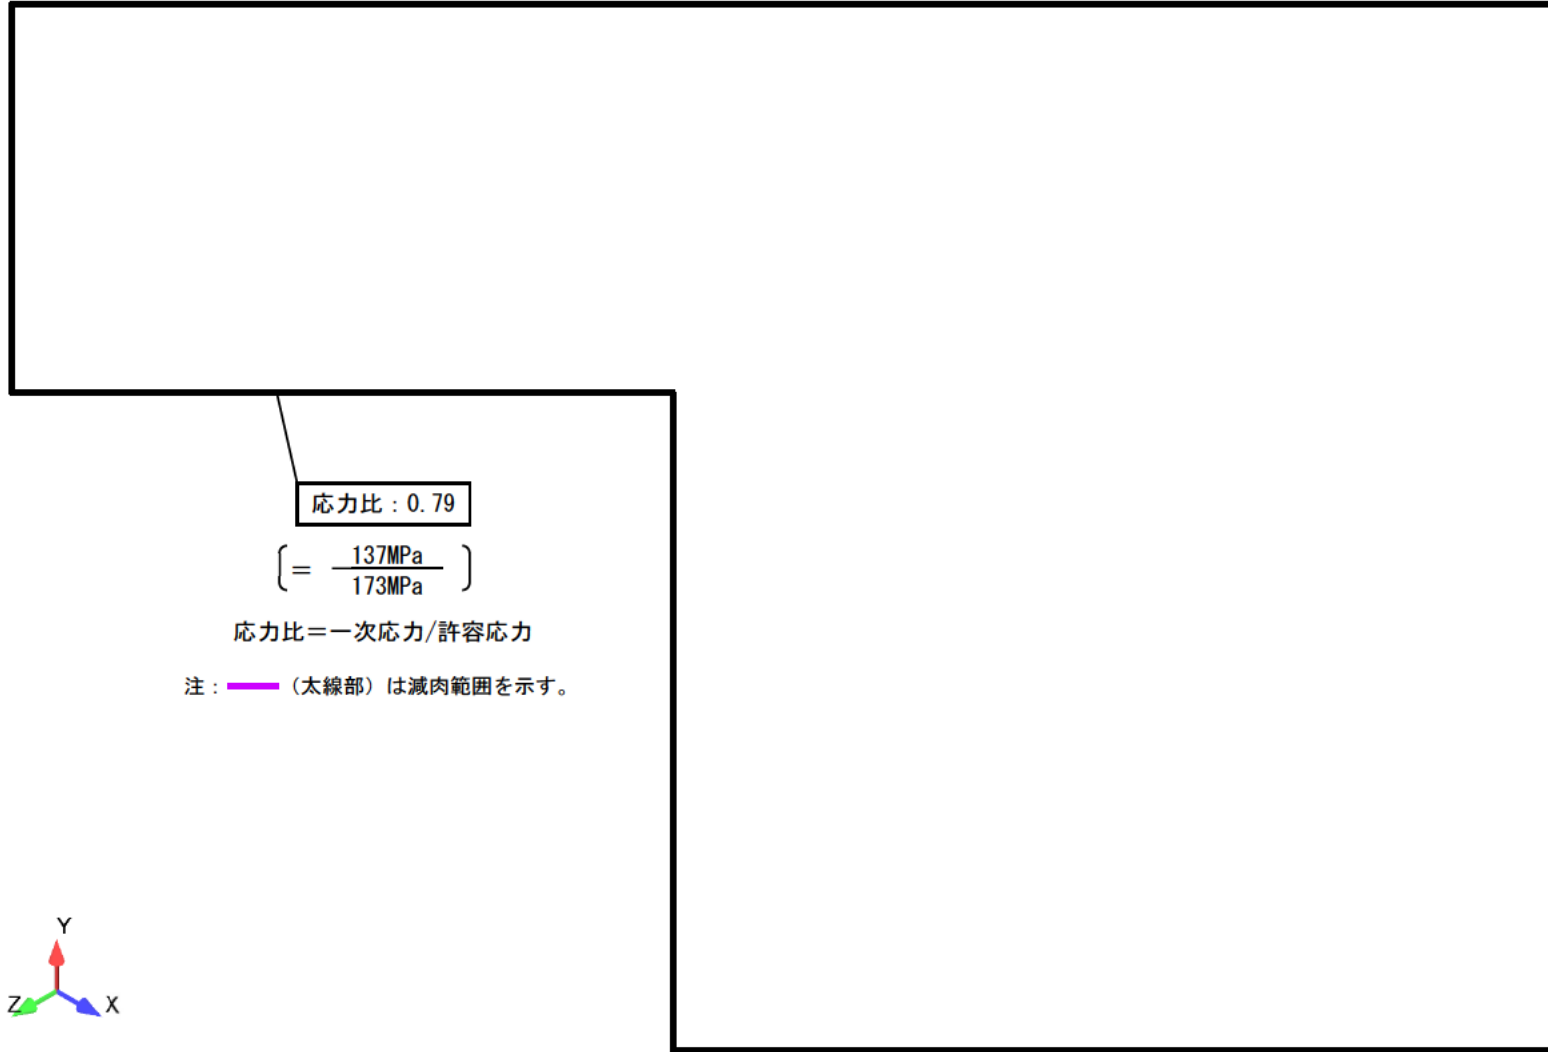 応力比：0.79
〔＝ 137MPa
173MPa 〕
応力比＝一次応力/許容応力
注：（太線部）は減肉範囲を示す。
Y
Z X